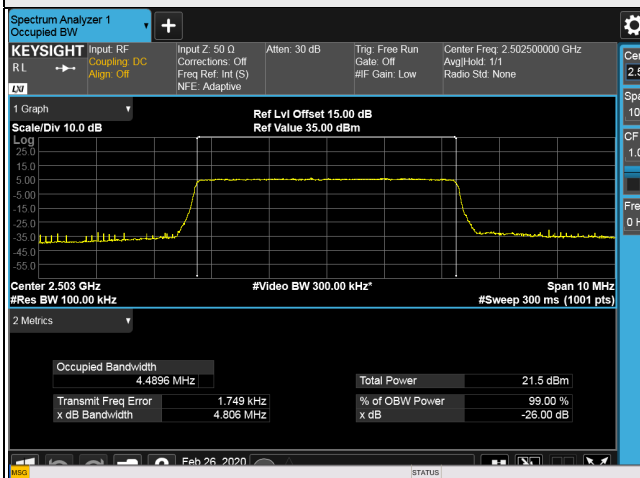 Spectrum Analyzer 1
Occupied BW
+
KEYSIGHT
R L
LXI
Input: RF
Coupling: DC
Align: Off
Input Z: 50 Ω
Corrections: Off
Freq Ref: Int (S)
NFE: Adaptive
Atten: 30 dB
Trig: Free Run
Gate: Off
#IF Gain: Low
Center Freq: 2.502500000 GHz
Avg|Hold: 1/1
Radio Std: None
1 Graph
Scale/Div 10.0 dB
Ref Lvl Offset 15.00 dB
Ref Value 35.00 dBm
Log
25.0
15.0
5.00
-5.00
-15.0
-25.0
-35.0
-45.0
-55.0
Center 2.503 GHz
#Video BW 300.00 kHz*
Span 10 MHz
#Res BW 100.00 kHz
#Sweep 300 ms (1001 pts)
2 Metrics
Occupied Bandwidth
4.4896 MHz
Total Power 21.5 dBm
Transmit Freq Error 1.749 kHz
% of OBW Power 99.00 %
x dB Bandwidth 4.806 MHz
x dB -26.00 dB
Feb 26, 2020
MSG
STATUS